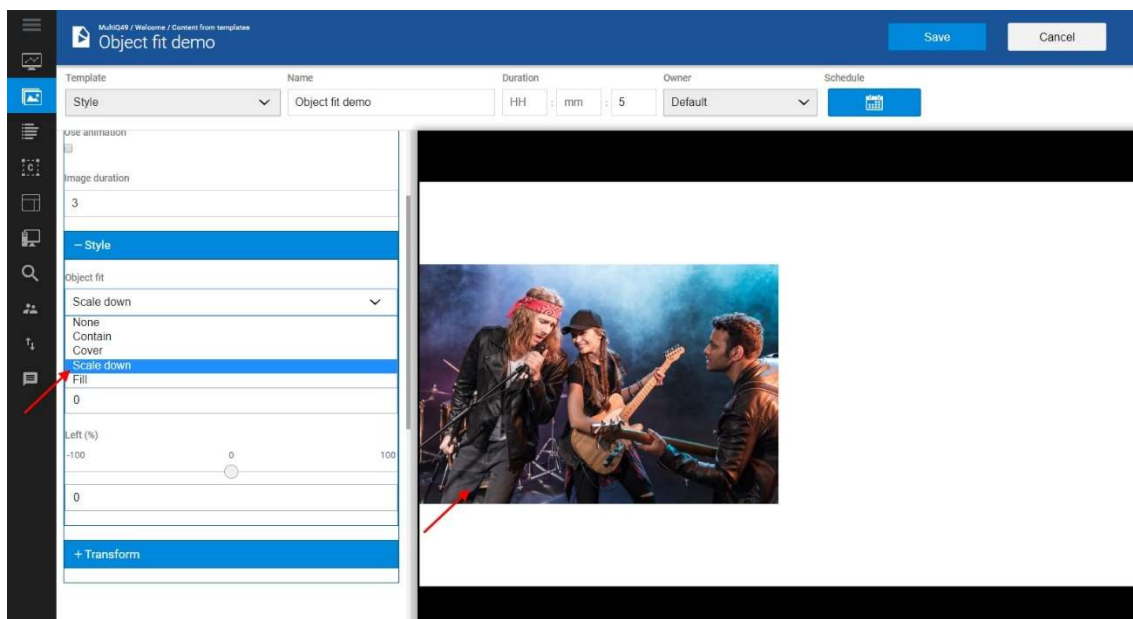 MultiQ49 / Welcome / Content from templates
Object fit demo
Save
Cancel
Template
Name
Duration
Owner
Schedule
Style
Object fit demo
HH : mm : 5
Default
Use animation
Image duration
3
– Style
Object fit
Scale down
None
Contain
Cover
Scale down
Fill
0
Left (%)
-100 0 100
0
+ Transform